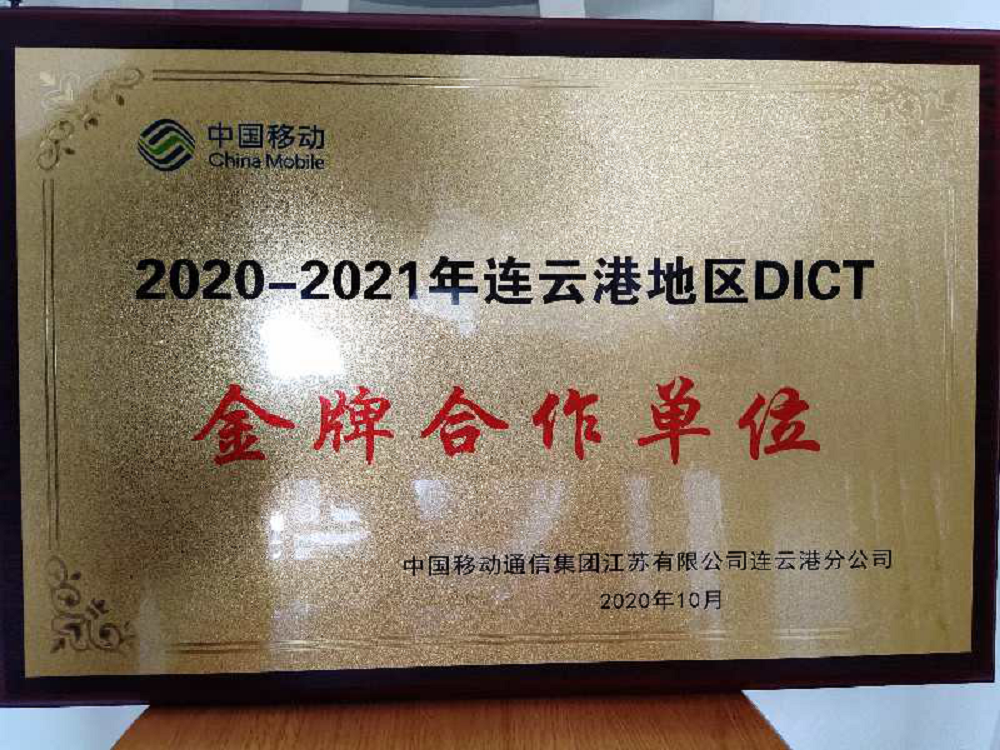 中国移动
China Mobile
2020-2021年连云港地区DICT
金牌合作单位
中国移动通信集团江苏有限公司连云港分公司
2020年10月